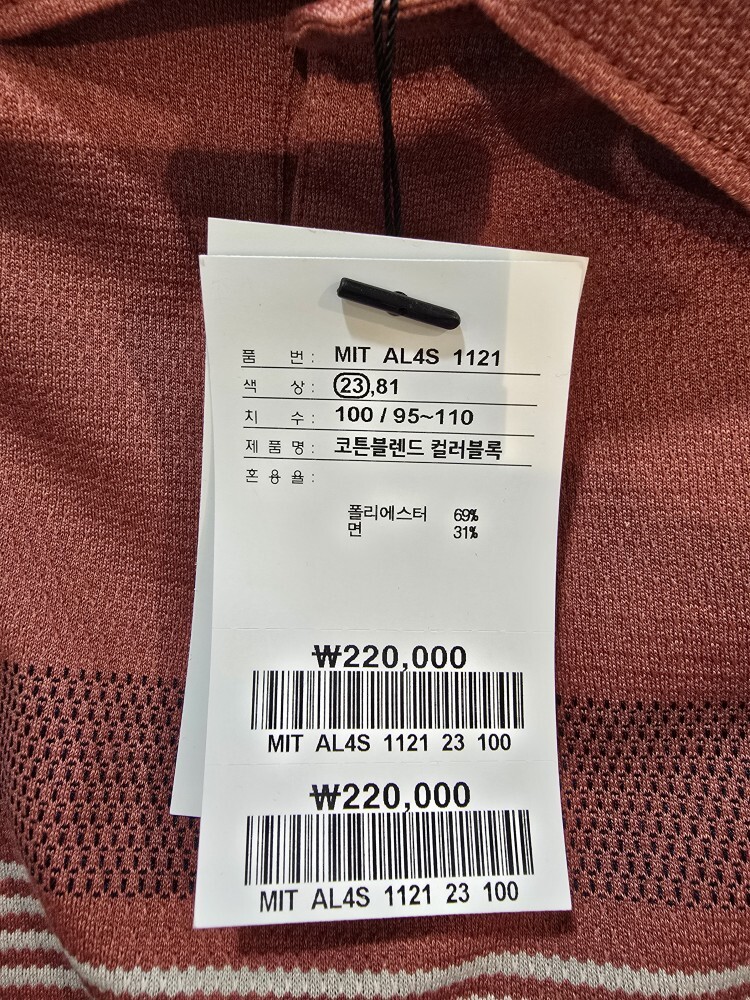 품 번 : MIT AL4S 1121
색 상 : 23,81
치 수 : 100 / 95~110
제 품 명 : 코튼블렌드 컬러블록
혼 용 율 :
폴리에스터 69%
면 31%
₩220,000
MIT AL4S 1121 23 100
₩220,000
MIT AL4S 1121 23 100